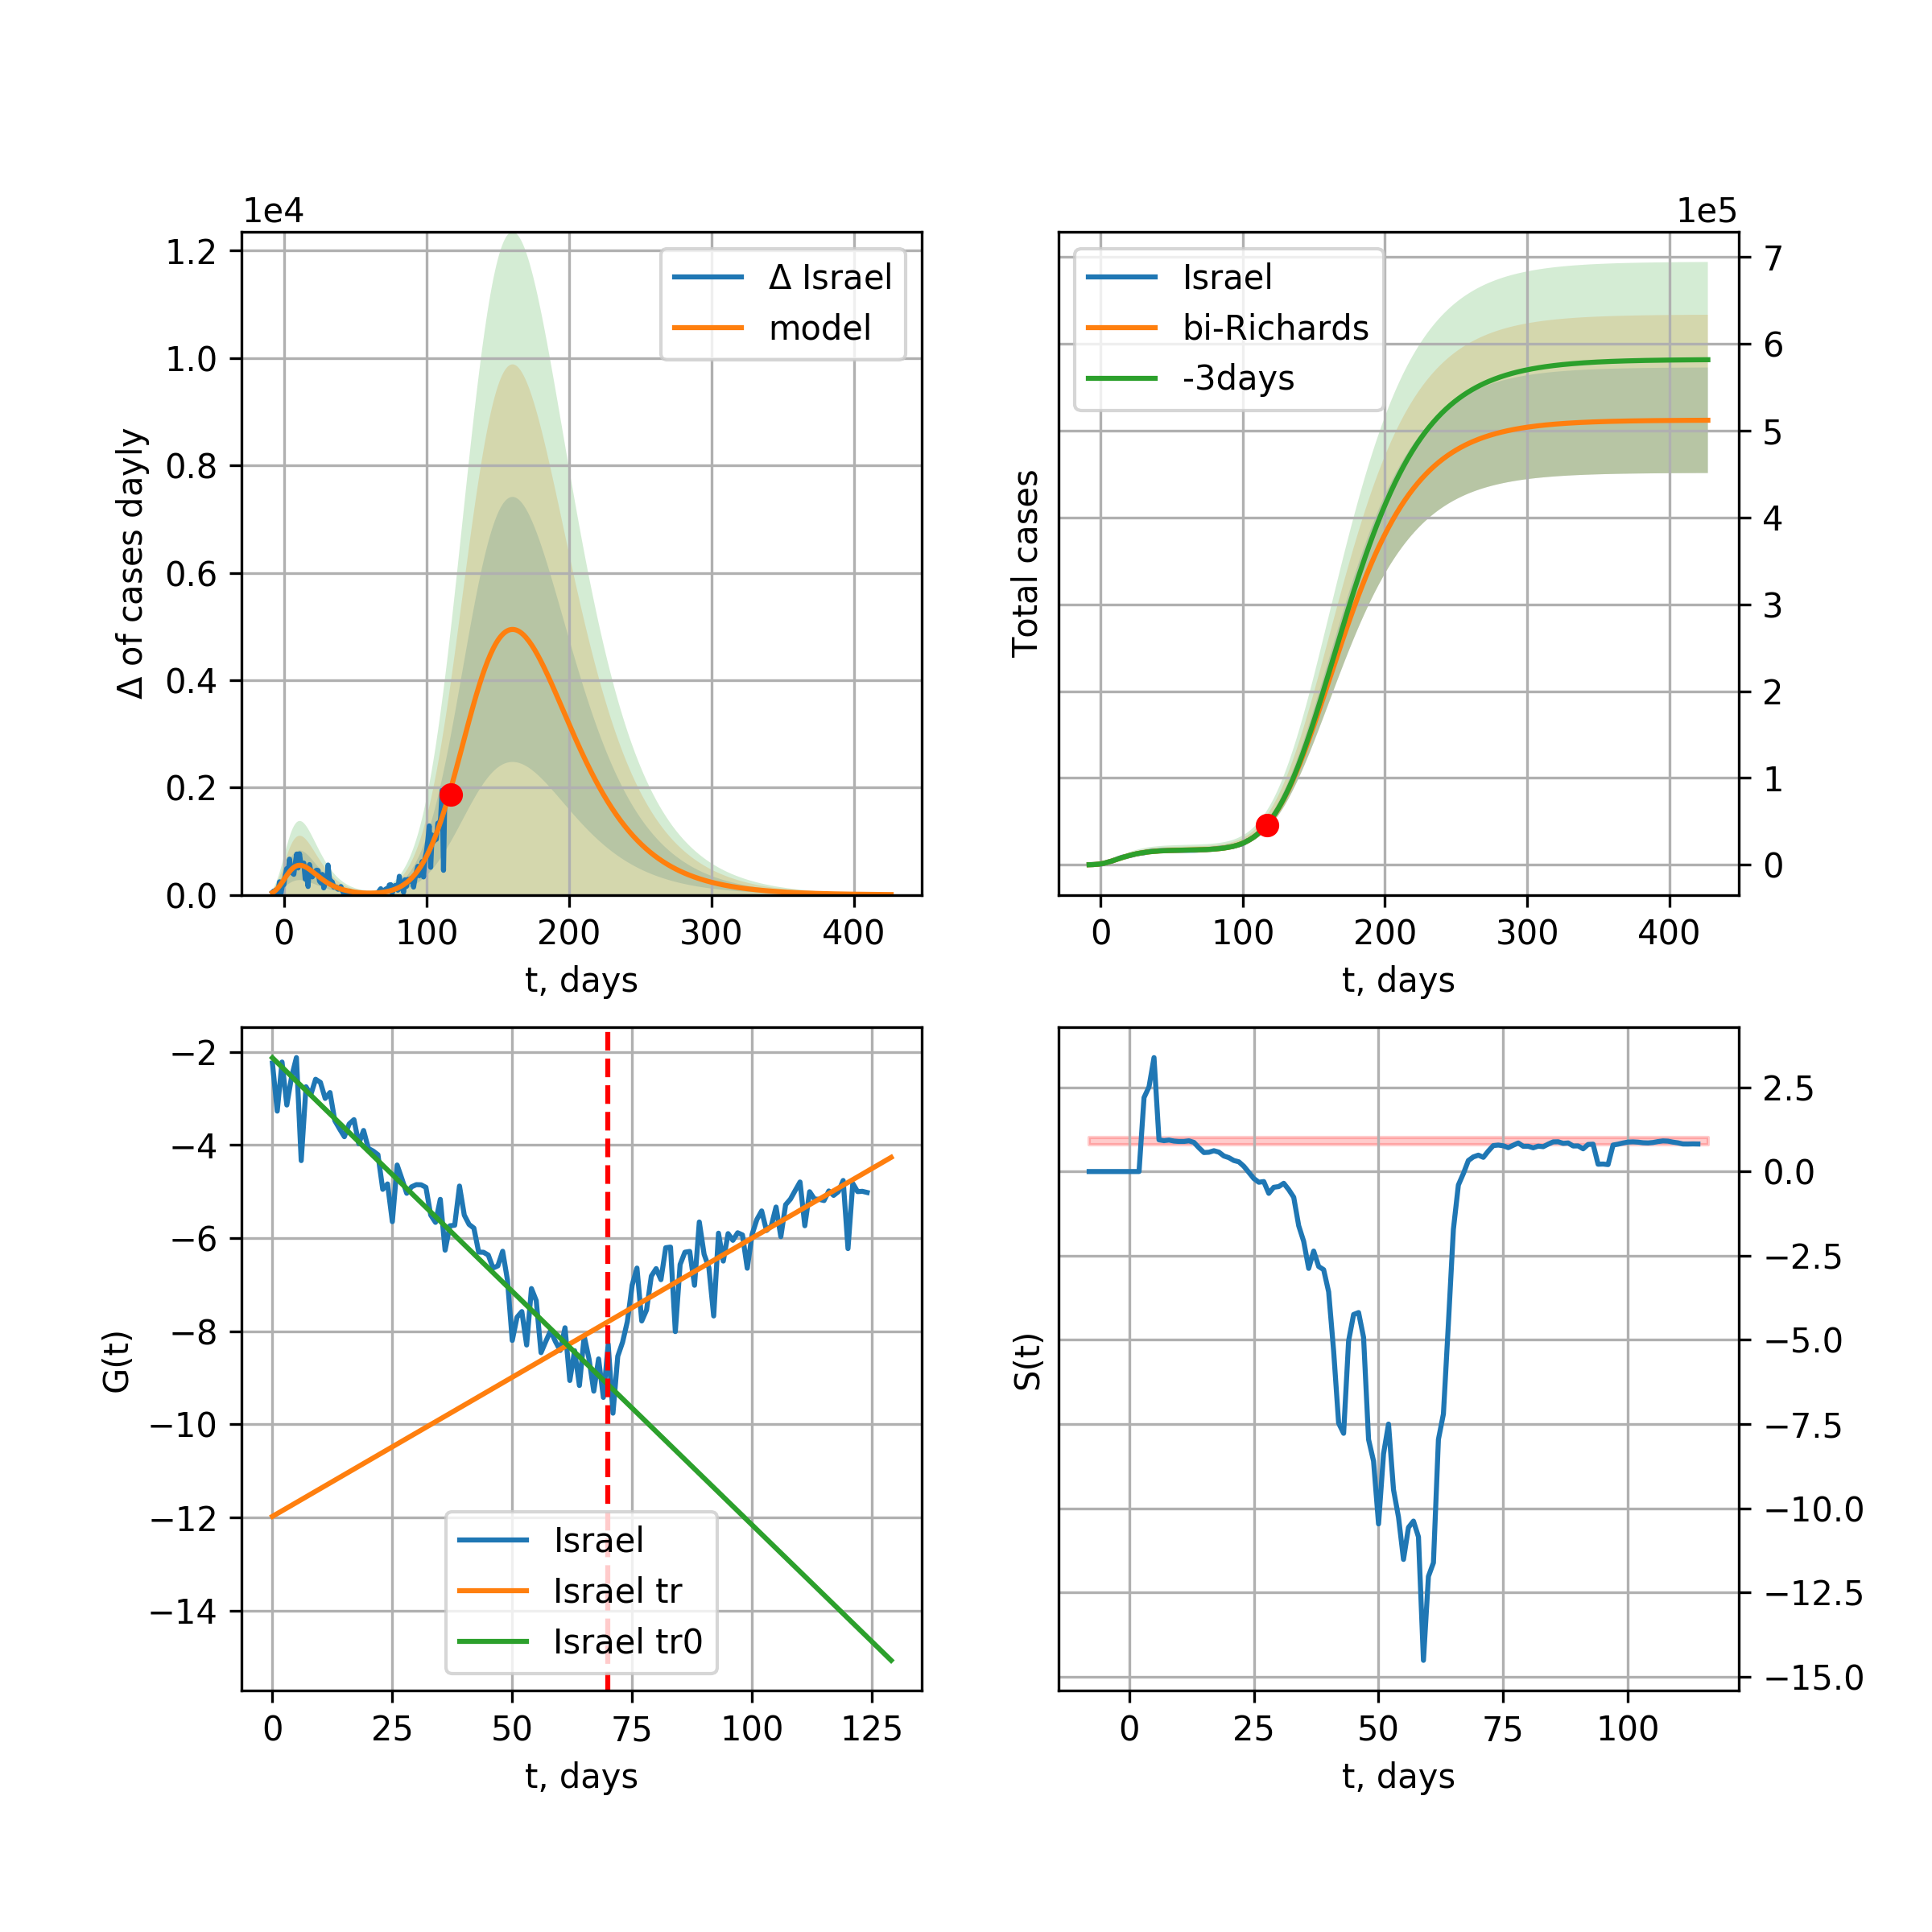 1e4
1.2
1.0
0.8
0.6
0.4
0.2
0.0
Δ of cases dayly
Δ Israel
model
0 100 200 300 400
t, days
1e5
7
6
5
4
3
2
1
0
Total cases
Israel
bi-Richards
-3days
0 100 200 300 400
t, days
−2
−4
−6
−8
−10
−12
−14
G(t)
Israel
Israel tr
Israel tr0
0 25 50 75 100 125
t, days
2.5
0.0
−2.5
−5.0
−7.5
−10.0
−12.5
−15.0
S(t)
0 25 50 75 100
t, days